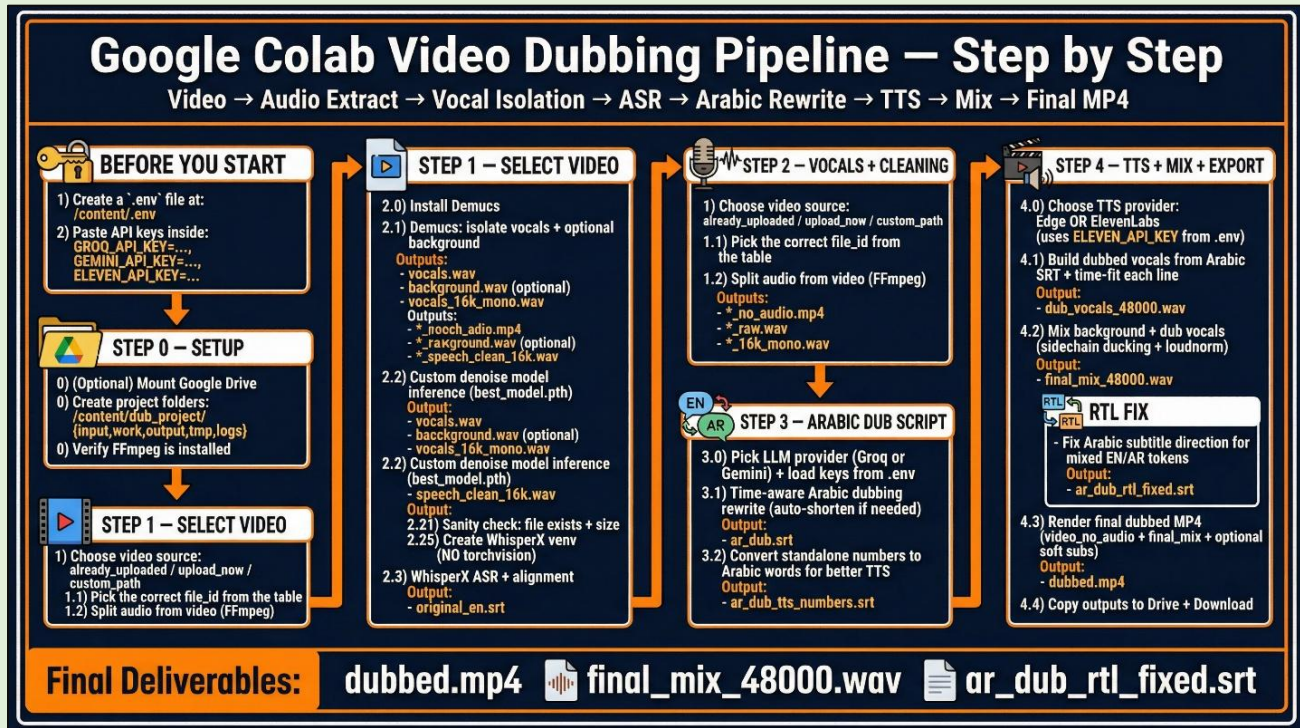 Google Colab Video Dubbing Pipeline — Step by Step
Video → Audio Extract → Vocal Isolation → ASR → Arabic Rewrite → TTS → Mix → Final MP4
BEFORE YOU START
1) Create a `.env` file at:
/content/.env
2) Paste API keys inside:
GROQ_API_KEY=...,
GEMINI_API_KEY=...,
ELEVEN_API_KEY=...
STEP 0 — SETUP
0) (Optional) Mount Google Drive
0) Create project folders:
/content/dub_project/
{input,work,output,tmp,logs}
0) Verify FFmpeg is installed
STEP 1 — SELECT VIDEO
1) Choose video source:
already_uploaded / upload_now /
custom_path
1.1) Pick the correct file_id from the table
1.2) Split audio from video (FFmpeg)
STEP 1 — SELECT VIDEO
2.0) Install Demucs
2.1) Demucs: isolate vocals + optional
background
Outputs:
- vocals.wav
- background.wav (optional)
- vocals_16k_mono.wav
Outputs:
- *_nooch_adio.mp4
- *_raкground.wav (optional)
- *_speech_clean_16k.wav
2.2) Custom denoise model
inference (best_model.pth)
Output:
- vocals.wav
- bacckground.wav (optional)
- vocals_16k_mono.wav
2.2) Custom denoise model inference
(best_model.pth)
- speech_clean_16k.wav
Output:
2.21) Sanity check: file exists + size
2.25) Create WhisperX venv
(NO torchvision)
2.3) WhisperX ASR + alignment
Output:
- original_en.srt
STEP 2 — VOCALS + CLEANING
1) Choose video source:
already_uploaded / upload_now / custom_path
1.1) Pick the correct file_id from
the table
1.2) Split audio from video (FFmpeg)
Outputs:
- *_no_audio.mp4
- *_raw.wav
- *_16k_mono.wav
EN
AR
STEP 3 — ARABIC DUB SCRIPT
3.0) Pick LLM provider (Groq or
Gemini) + load keys from .env
3.1) Time-aware Arabic dubbing
rewrite (auto-shorten if needed)
Output:
- ar_dub.srt
3.2) Convert standalone numbers to
Arabic words for better TTS
Output:
- ar_dub_tts_numbers.srt
STEP 4 — TTS + MIX + EXPORT
4.0) Choose TTS provider:
Edge OR ElevenLabs
(uses ELEVEN_API_KEY from .env)
4.1) Build dubbed vocals from Arabic
SRT + time-fit each line
Output:
- dub_vocals_48000.wav
4.2) Mix background + dub vocals
(sidechain ducking + loudnorm)
Output:
- final_mix_48000.wav
RTL
RTL
RTL FIX
- Fix Arabic subtitle direction for
mixed EN/AR tokens
Output:
- ar_dub_rtl_fixed.srt
4.3) Render final dubbed MP4
(video_no_audio + final_mix + optional
soft subs)
Output:
- dubbed.mp4
4.4) Copy outputs to Drive + Download
Final Deliverables:
dubbed.mp4
final_mix_48000.wav
ar_dub_rtl_fixed.srt